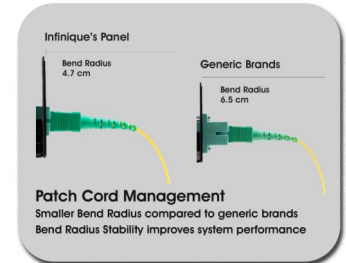 Infinique's Panel
Bend Radius
4.7 cm
Generic Brands
Bend Radius
6.5 cm
Patch Cord Management
Smaller Bend Radius compared to generic brands
Bend Radius Stability improves system performance